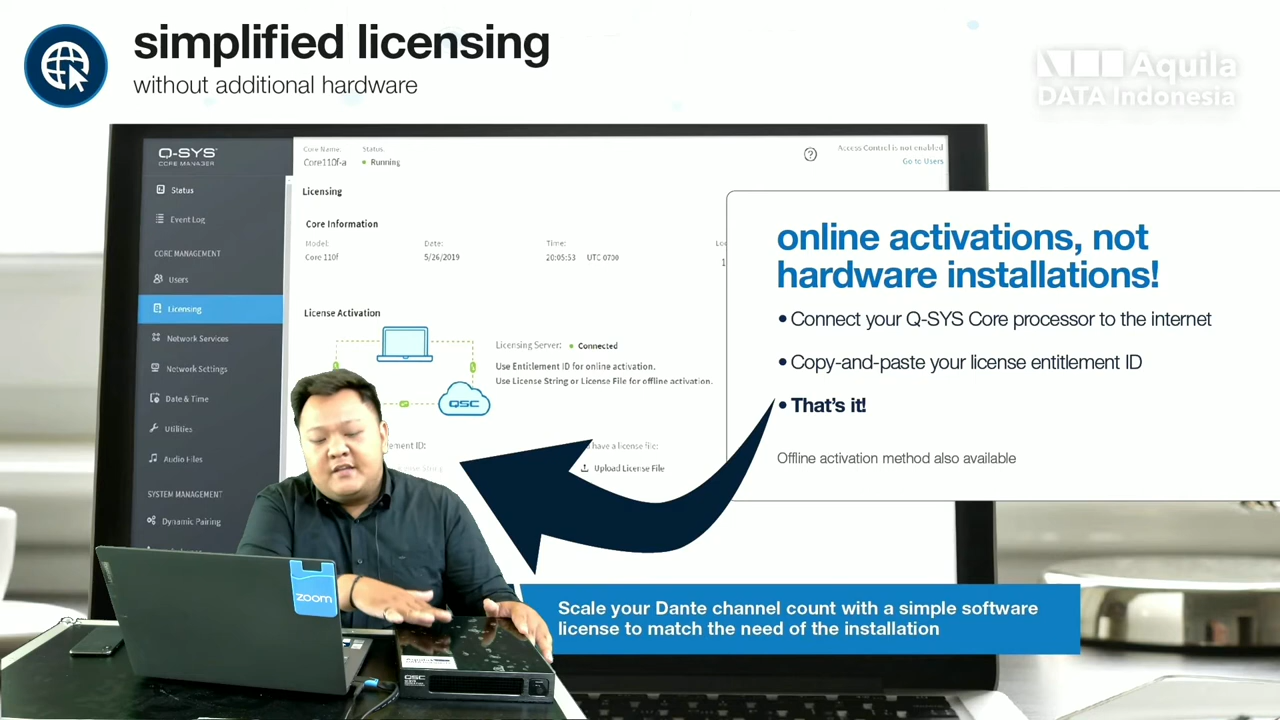 simplified licensing
without additional hardware
Aquila
DATA Indonesia
Q-SYS
CORE MANAGER
Core Name:
Status:
Core110f-a
Running
Access Control is not enabled
Go to Users
Status
Event Log
CORE MANAGEMENT
Users
Licensing
Network Services
Network Settings
Date & Time
Utilities
Audio Files
SYSTEM MANAGEMENT
Dynamic Pairing
Licensing
Core Information
Model:
Date:
Time:
Core 110f
5/26/2019
20:05:53 UTC-0700
License Activation
Licensing Server: Connected
Use Entitlement ID for online activation.
Use License String or License File for offline activation.
QSC
have a license file:
Upload License File
online activations, not
hardware installations!
• Connect your Q-SYS Core processor to the internet
• Copy-and-paste your license entitlement ID
• That's it!
Offline activation method also available
Scale your Dante channel count with a simple software
license to match the need of the installation
zoom
QSC